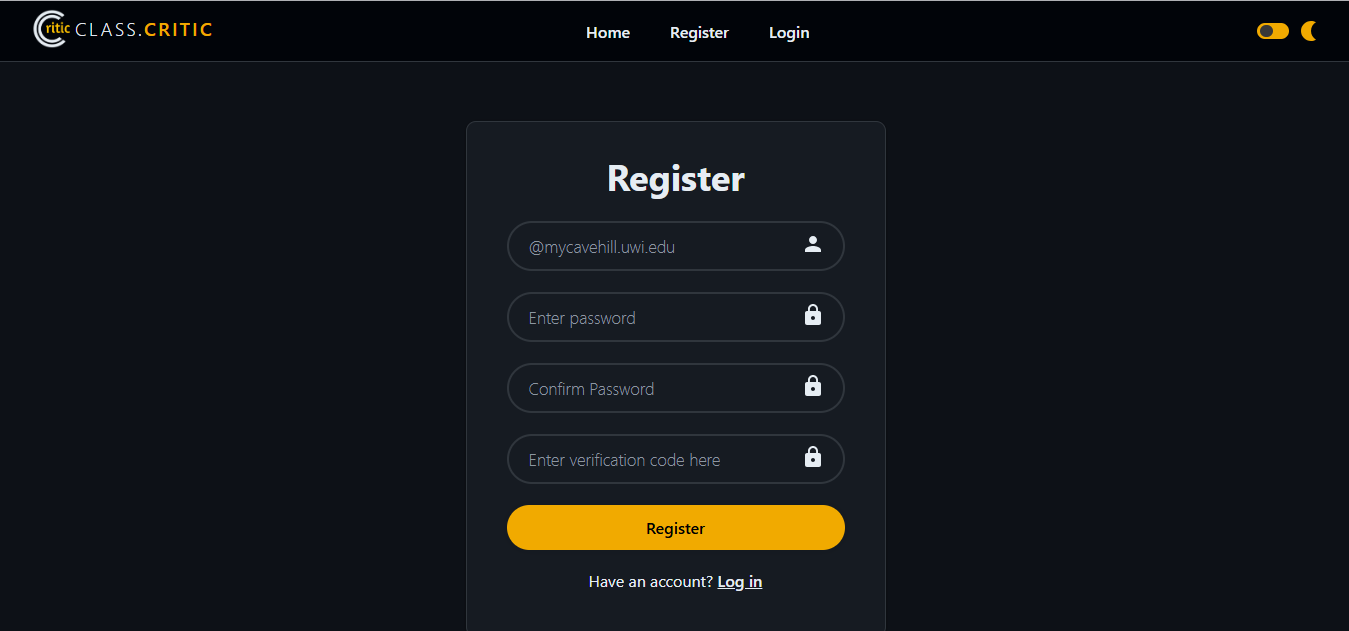 ritic CLASS.CRITIC
Home Register Login
Register
@mycavehill.uwi.edu
Enter password
Confirm Password
Enter verification code here
Register
Have an account? Log in